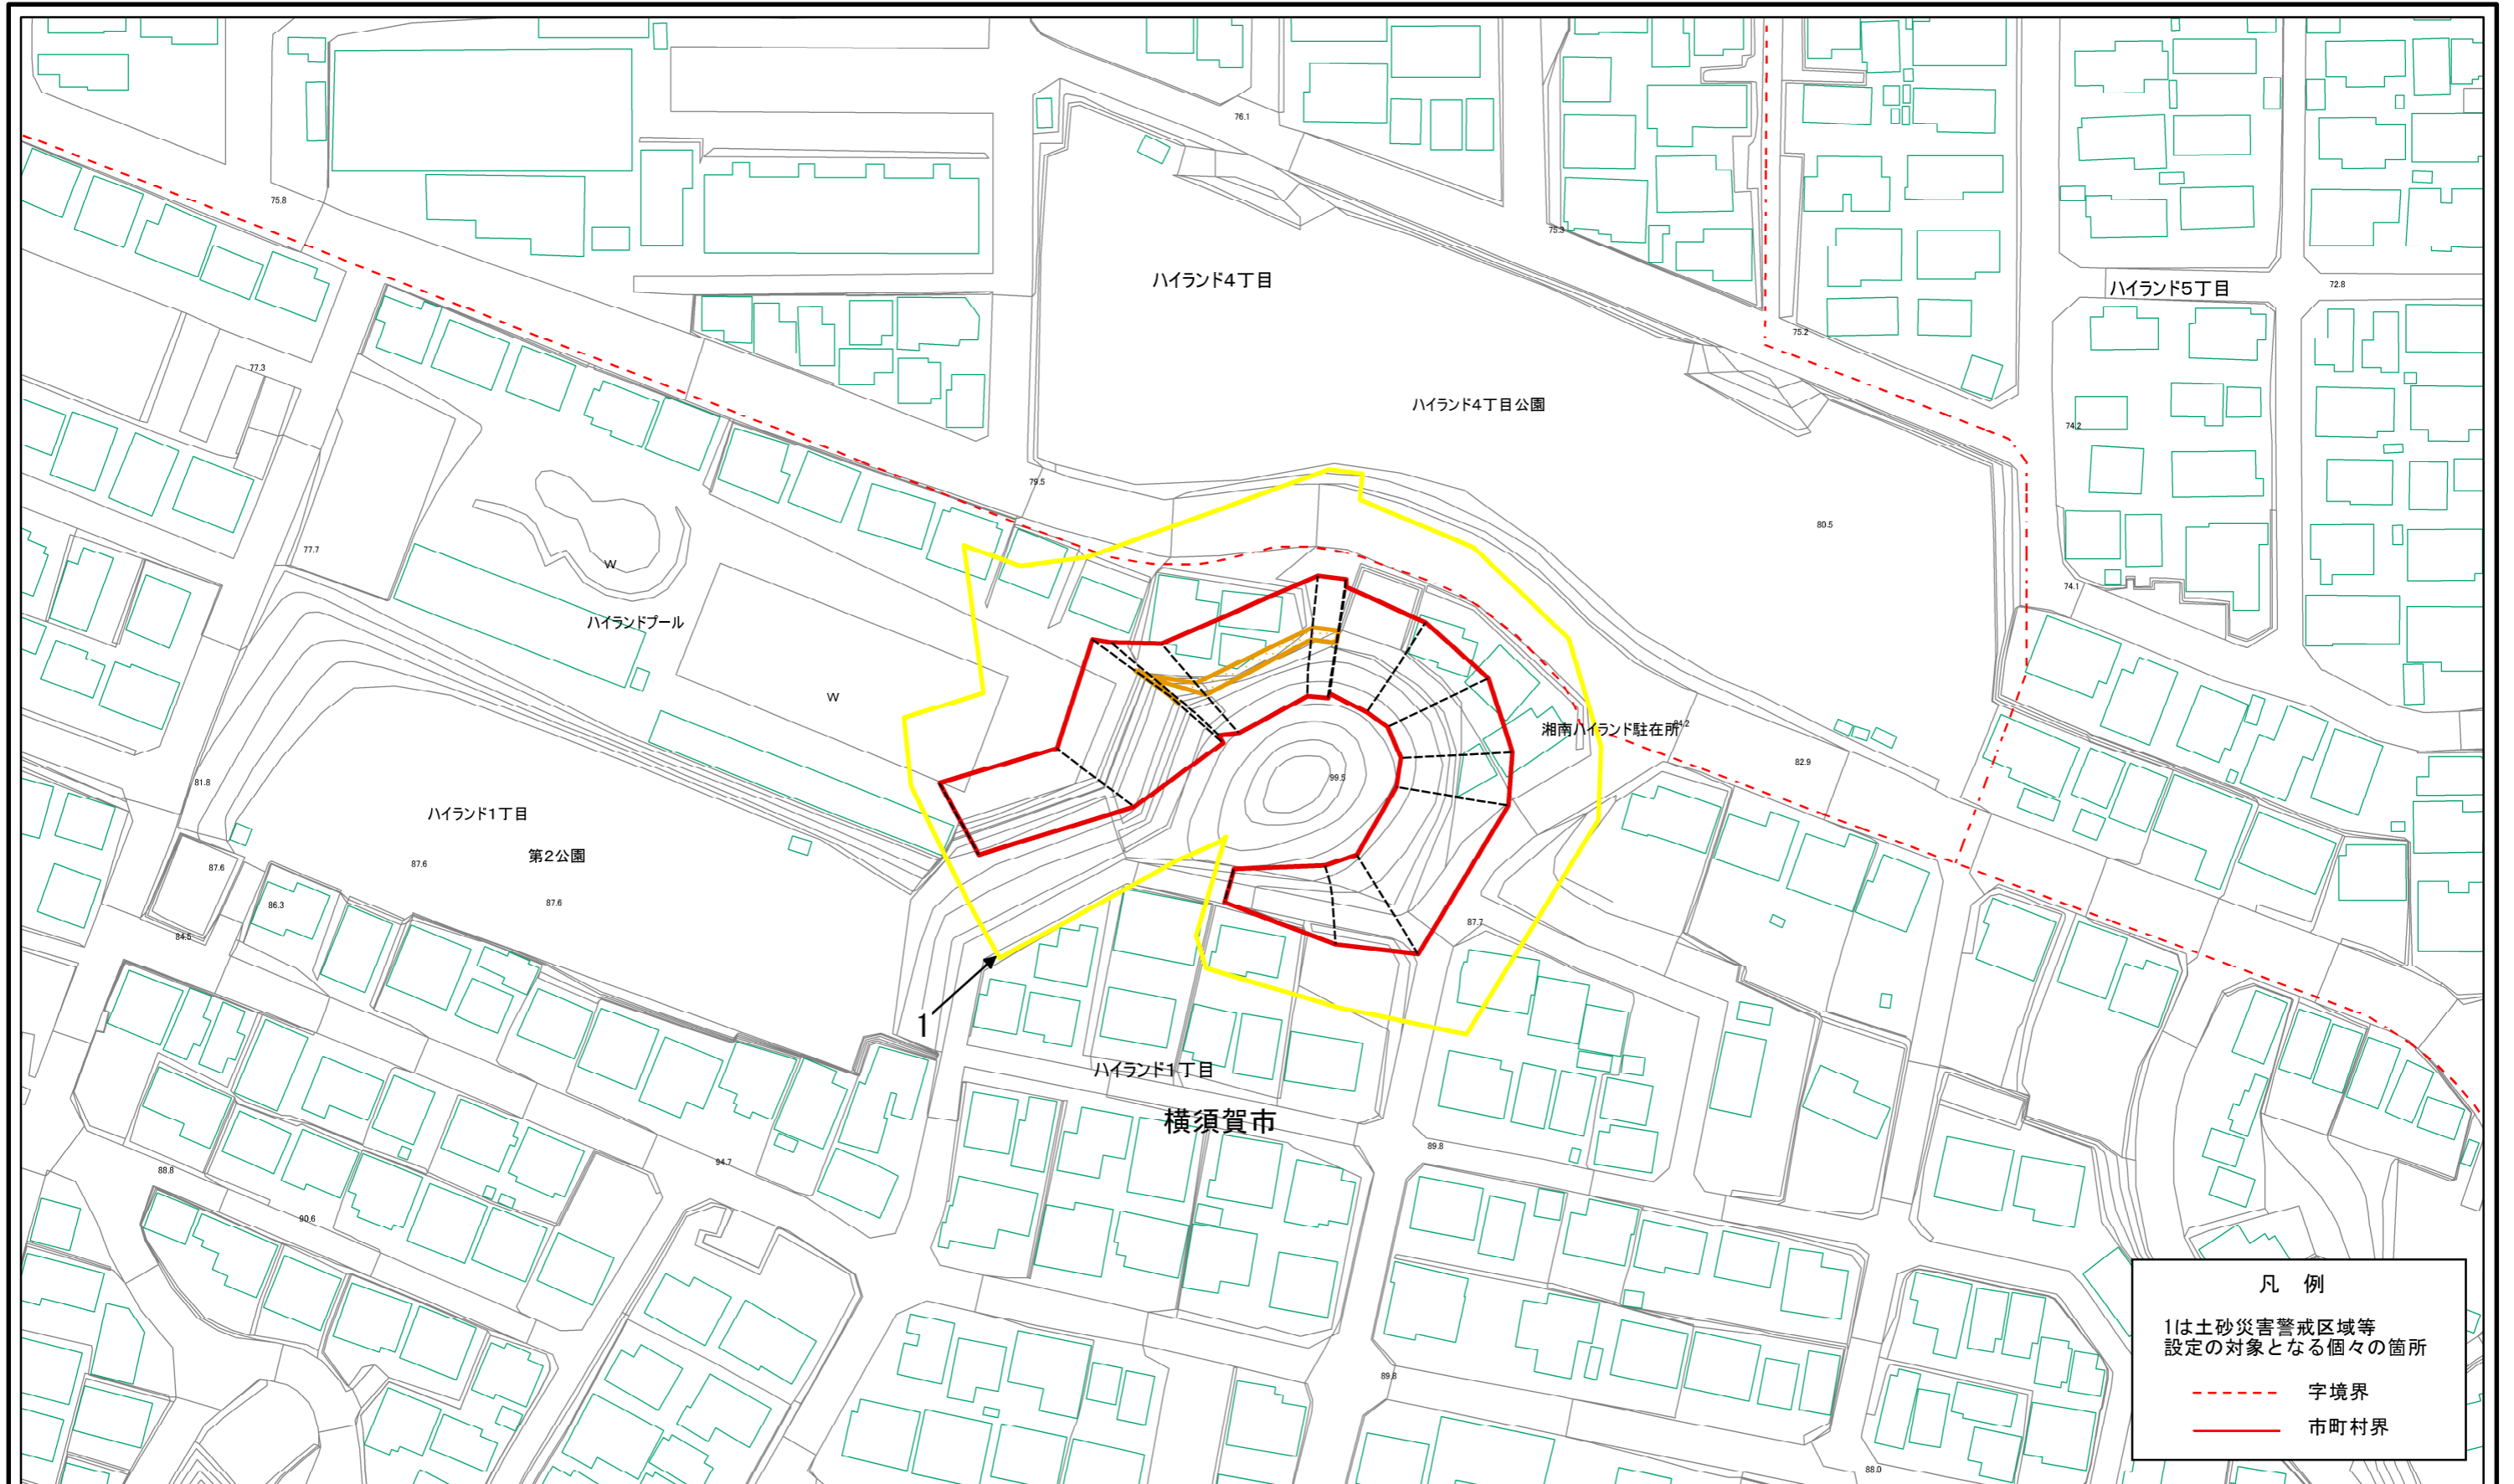 76.1
75.8
75.3
ハイランド4丁目
ハイランド5丁目
72.8
75.2
77.3
ハイランド4丁目公園
74.2
79.5
80.5
77.7
W
74.1
ハイランドプール
W
湘南ハイランド駐在所
84.2
82.9
99.5
81.8
ハイランド1丁目
第2公園
87.6
87.6
87.6
86.3
84.5
87.7
1
ハイランド1丁目
横須賀市
89.8
94.7
88.8
90.6
89.8
88.0
凡 例
1は土砂災害警戒区域等
設定の対象となる個々の箇所
字境界
市町村界